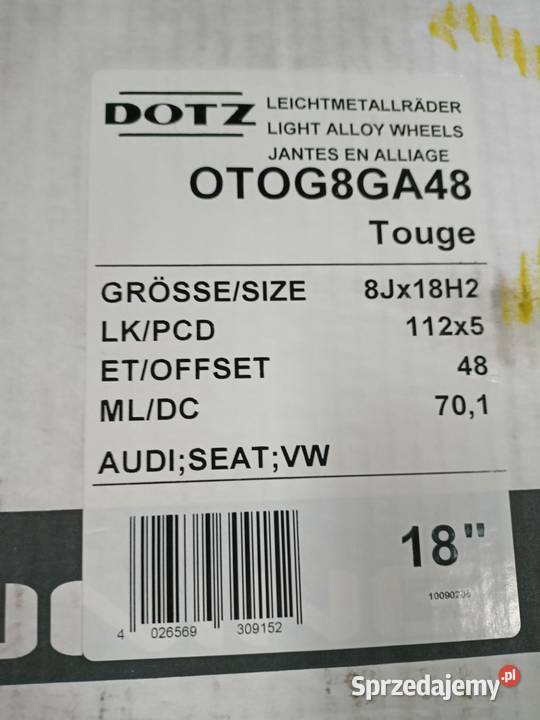 DOTZ
LEICHTMETALLRÄDER
LIGHT ALLOY WHEELS
JANTES EN ALLIAGE
OTOG8GA48
Touge
GRÖSSE/SIZE 8Jx18H2
LK/PCD 112x5
ET/OFFSET 48
ML/DC 70,1
AUDI;SEAT;VW
18"
4 026569 309152
Sprzedajemy.pl